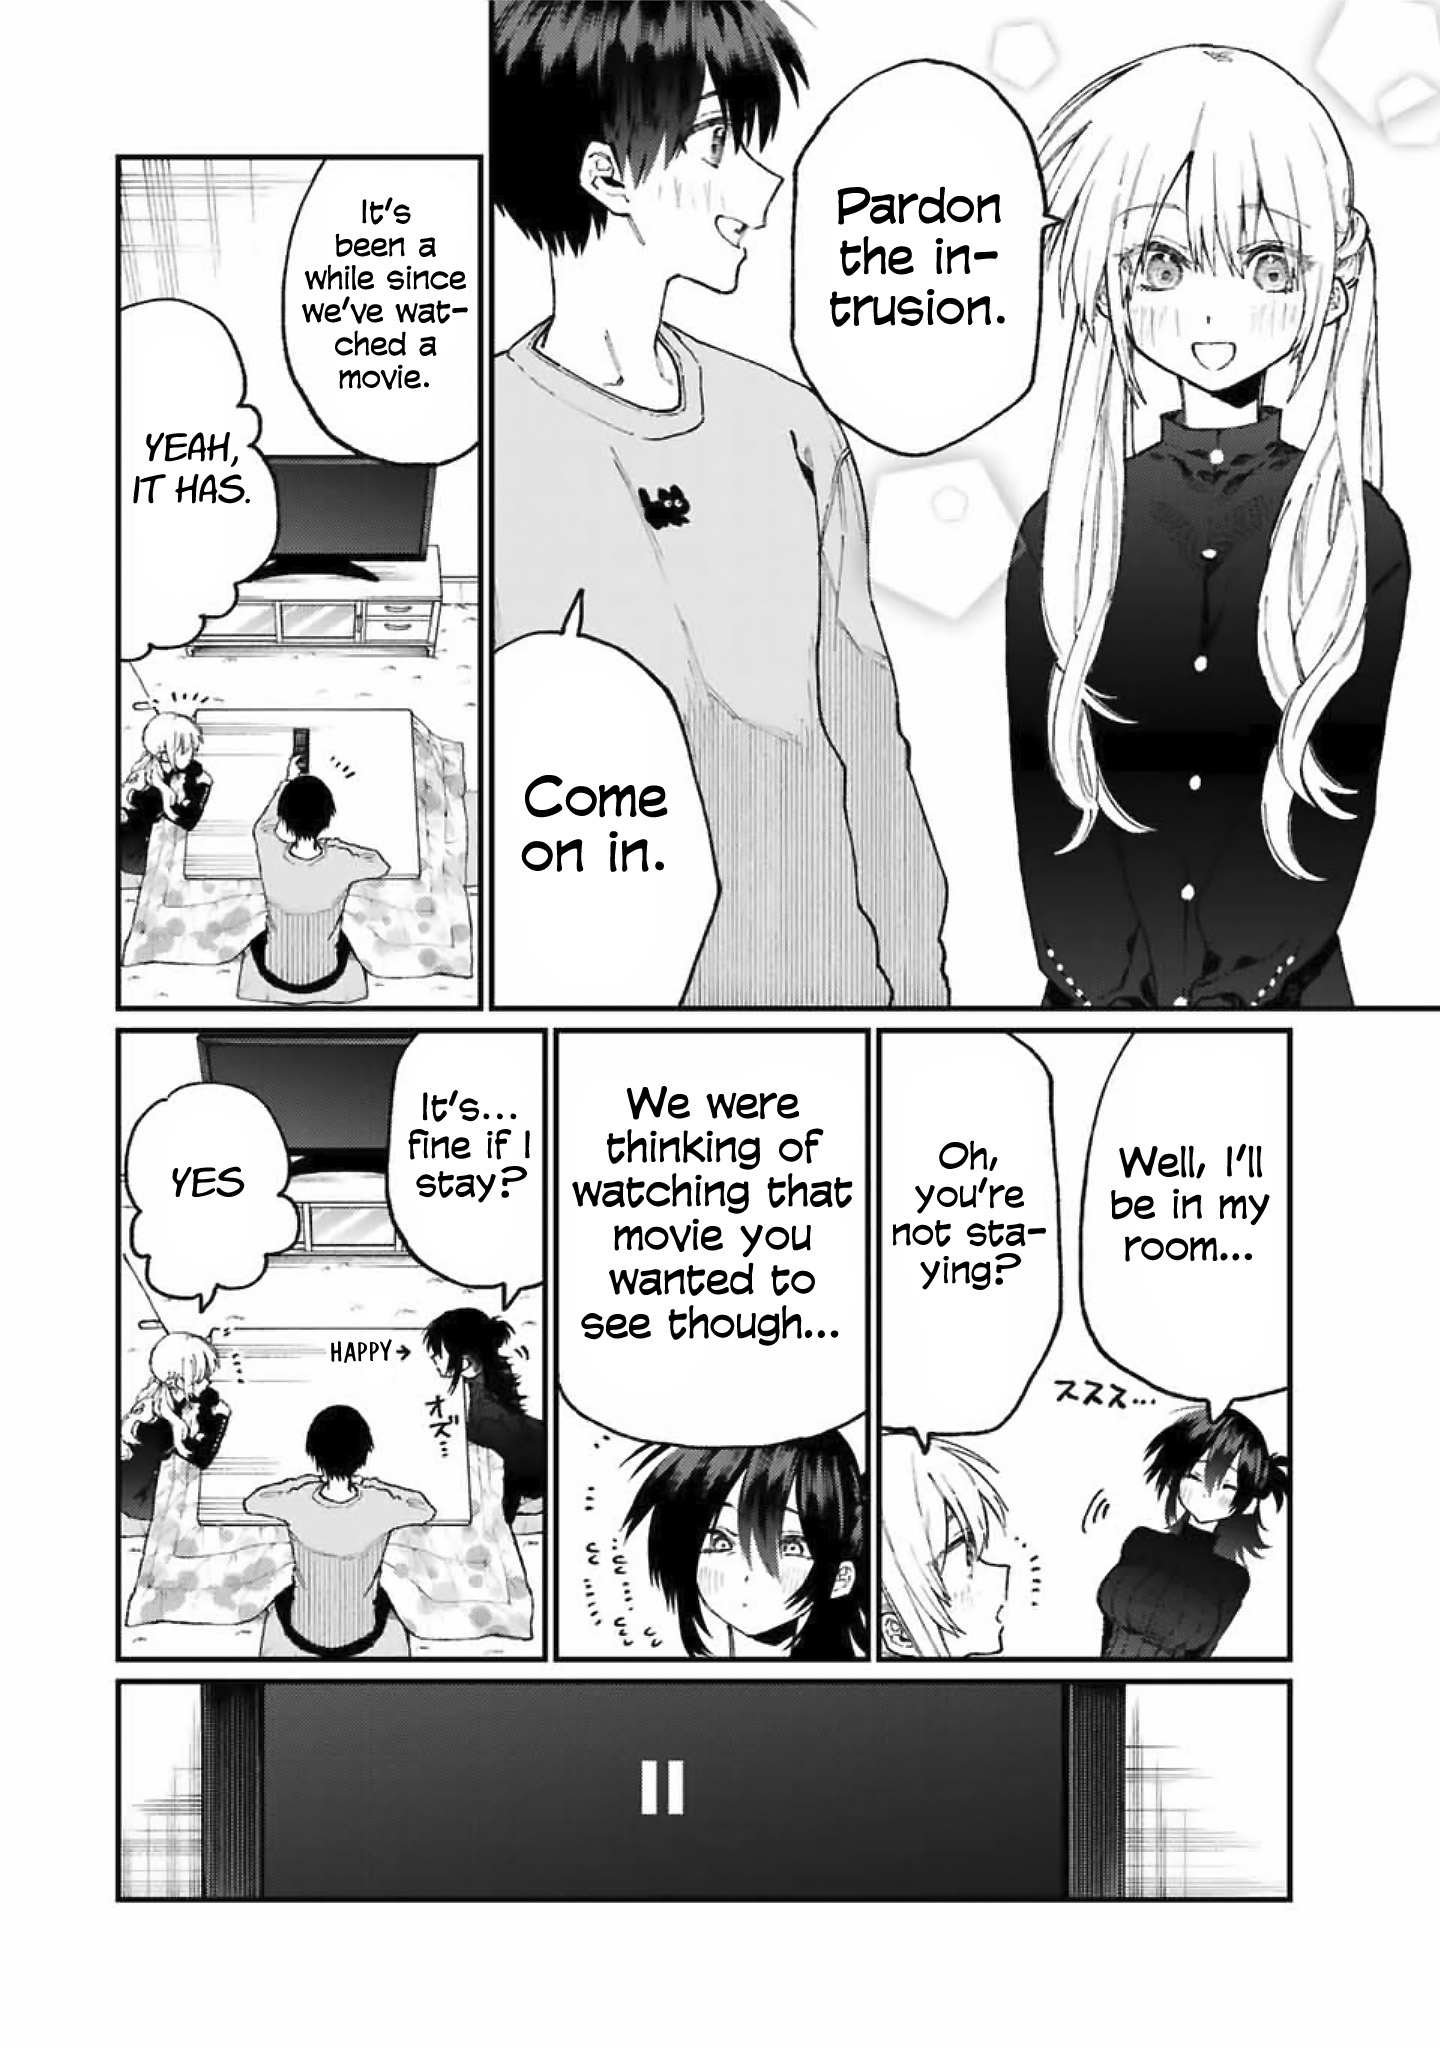 Pardon
the in-
trusion.
Come
on in.
It's
been a
while since
we've wat-
ched a
movie.
YEAH,
IT HAS.
Well, I'll
be in my
room...
ススス...
Oh,
you're
not sta-
ying?
We were
thinking of
watching that
movie you
wanted to
see though...
It's...
fine if I
stay?
HAPPY→
オズ...
YES